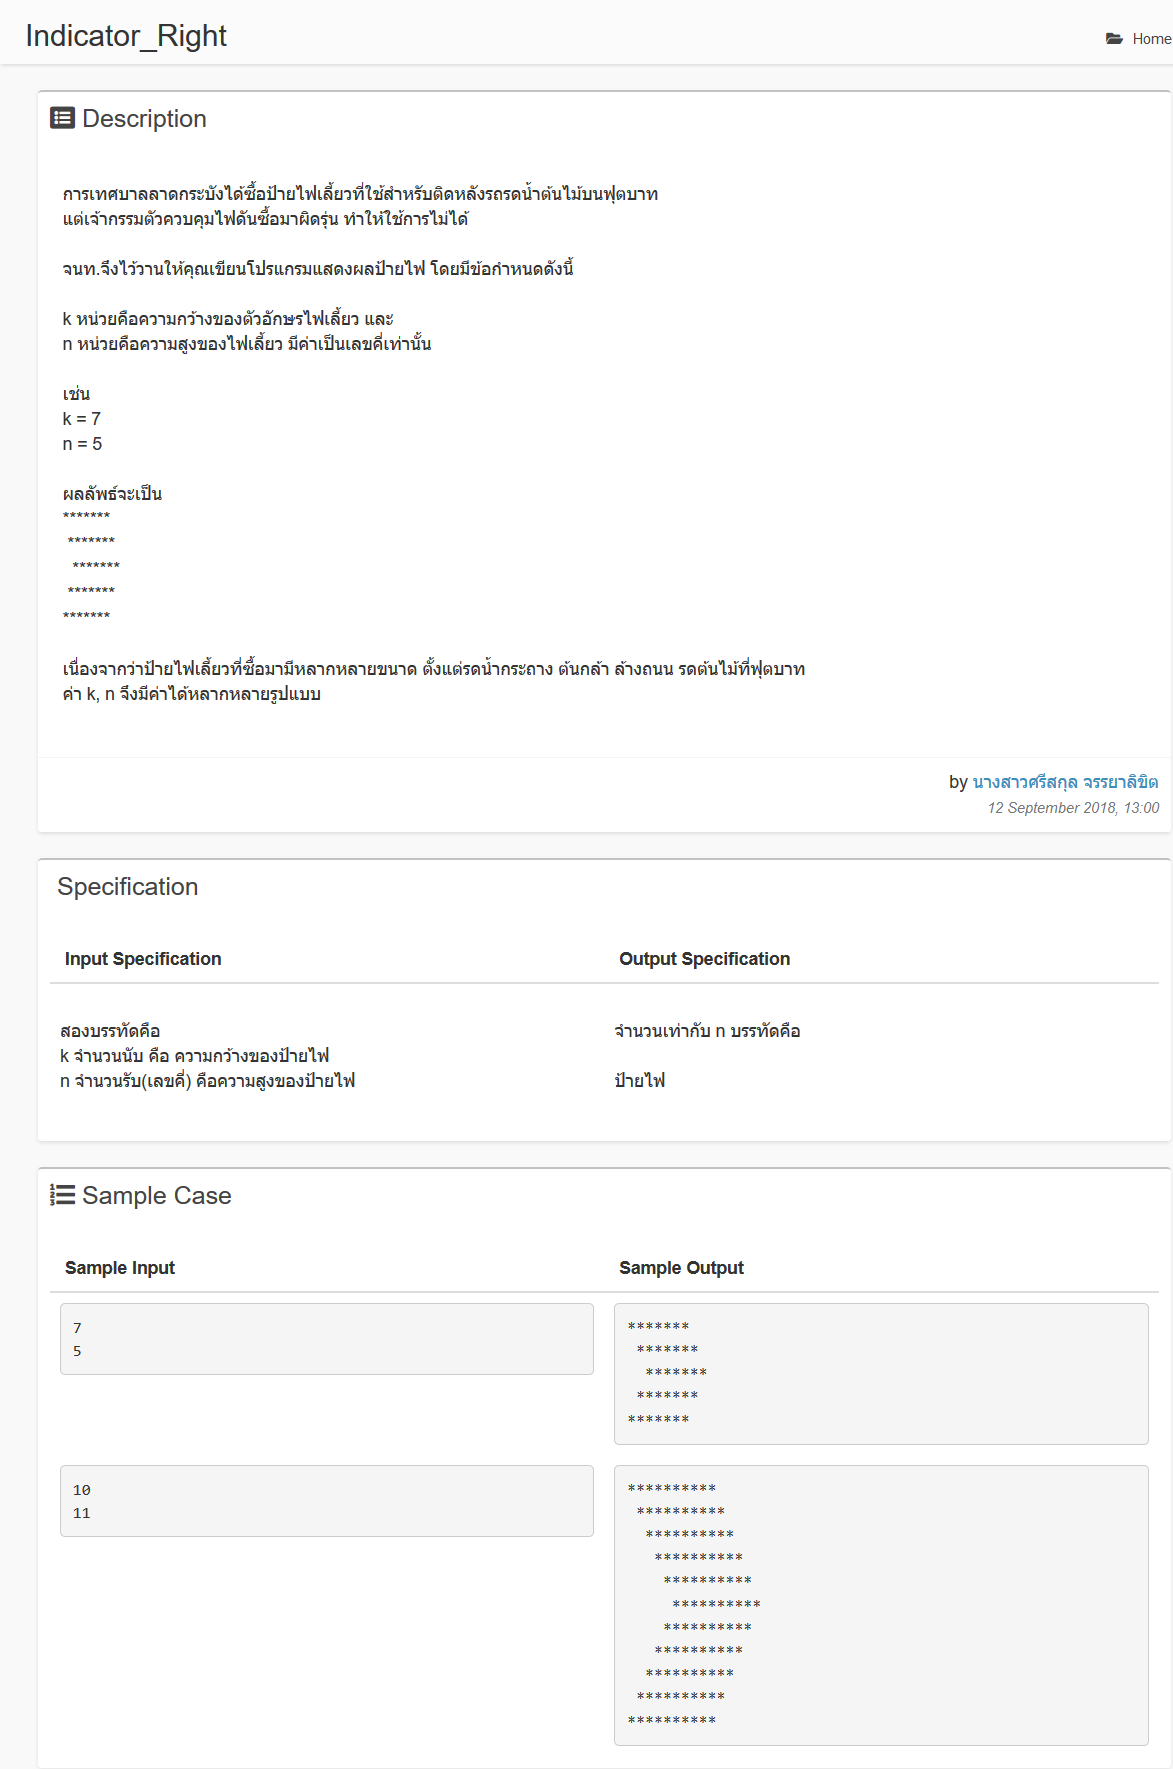 Indicator_Right
Home
Description
การเทศบาลลาดกระบังได้ซื้อป้ายไฟเลี้ยวที่ใช้สำหรับติดหลังรถรดน้ำต้นไม้บนฟุตบาท
แต่เจ้ากรรมตัวควบคุมไฟดันซื้อมาผิดรุ่น ทำให้ใช้การไม่ได้
จนท.จึงไว้วานให้คุณเขียนโปรแกรมแสดงผลป้ายไฟ โดยมีข้อกำหนดดังนี้
k หน่วยคือความกว้างของตัวอักษรไฟเลี้ยว และ
n หน่วยคือความสูงของไฟเลี้ยว มีค่าเป็นเลขคี่เท่านั้น
เช่น
k = 7
n = 5
ผลลัพธ์จะเป็น
*******
 *******
  *******
 *******
*******
เนื่องจากว่าป้ายไฟเลี้ยวที่ซื้อมามีหลากหลายขนาด ตั้งแต่รดน้ำกระถาง ต้นกล้า ล้างถนน รดต้นไม้ที่ฟุตบาท
ค่า k, n จึงมีค่าได้หลากหลายรูปแบบ
by นางสาวศรีสกุล จรรยาลิขิต
12 September 2018, 13:00
Specification
Input Specification
Output Specification
สองบรรทัดคือ
k จำนวนนับ คือ ความกว้างของป้ายไฟ
n จำนวนรับ(เลขคี่) คือความสูงของป้ายไฟ
จำนวนเท่ากับ n บรรทัดคือ
ป้ายไฟ
Sample Case
Sample Input
Sample Output
7
5
*******
 *******
  *******
 *******
*******
10
11
**********
 **********
  **********
   **********
    **********
     **********
    **********
   **********
  **********
 **********
**********